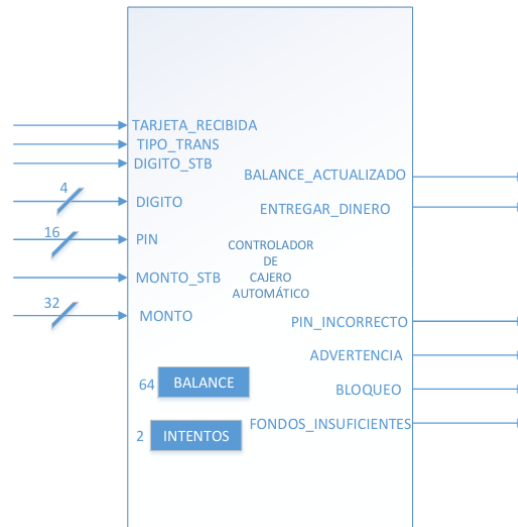 TARJETA_RECIBIDA
TIPO_TRANS
DIGITO_STB
BALANCE_ACTUALIZADO
4
DIGITO
ENTREGAR_DINERO
16
PIN
CONTROLADOR
DE
CAJERO
AUTOMÁTICO
MONTO_STB
32
MONTO
PIN_INCORRECTO
ADVERTENCIA
64 BALANCE
BLOQUEO
FONDOS_INSUFICIENTES
2 INTENTOS